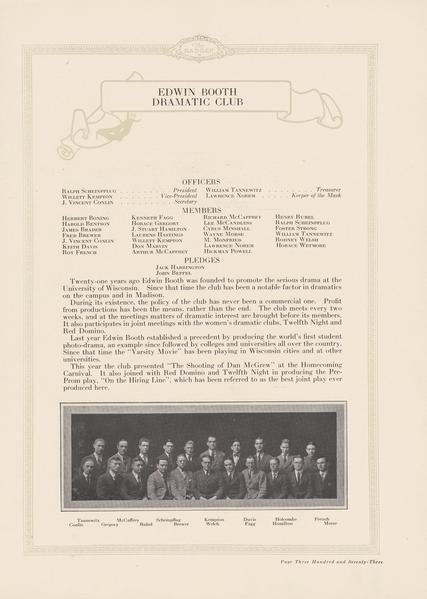 The
BADGER
EDWIN BOOTH
DRAMATIC CLUB
OFFICERS
RALPH SCHEINPFLUG . . . . . . . President WILLIAM TANNEWITZ . . . . . . . Treasurer
WILLETT KEMPTON . . . . . Vice-President LAWRENCE NOREM . . . . Keeper of the Mask
J. VINCENT CONLIN . . . . . . . Secretary
MEMBERS
HERBERT BONING KENNETH FAGG RICHARD MCCAFFREY HENRY RUBEL
HAROLD BENTSON HORACE GREGORY LEE MCCANDLESS RALPH SCHEINPFLUG
JAMES BRADER J. STUART HAMILTON CYRUS MINSHALL FOSTER STRONG
FRED BREWER LAURENS HASTINGS WAYNE MORSE WILLIAM TANNEWITZ
J. VINCENT CONLIN WILLETT KEMPTON M. MONFRIED RODNEY WELSH
KEITH DAVIS DON MARVIN LAWRENCE NOREM HORACE WETMORE
ROY FRENCH ARTHUR MCCAFFREY HICKMAN POWELL
PLEDGES
JACK HARRINGTON
JOHN BEFFEL
Twenty-one years ago Edwin Booth was founded to promote the serious drama at the
University of Wisconsin. Since that time the club has been a notable factor in dramatics
on the campus and in Madison.
During its existence, the policy of the club has never been a commercial one. Profit
from productions has been the means, rather than the end. The club meets every two
weeks, and at the meetings matters of dramatic interest are brought before its members.
It also participates in joint meetings with the women's dramatic clubs, Twelfth Night and
Red Domino.
Last year Edwin Booth established a precedent by producing the world's first student
photo-drama, an example since followed by colleges and universities all over the country.
Since that time the "Varsity Movie" has been playing in Wisconsin cities and at other
universities.
This year the club presented "The Shooting of Dan McGrew" at the Homecoming
Carnival. It also joined with Red Domino and Twelfth Night in producing the Pre-
Prom play, "On the Hiring Line", which has been referred to as the best joint play ever
produced here.
Tannewitz McCaffrey Scheinpflug Kempton Davis Holcombe French
Conlin Gregory Rubel Brewer Welch Fagg Hamilton Morse
Page Three Hundred and Seventy-Three